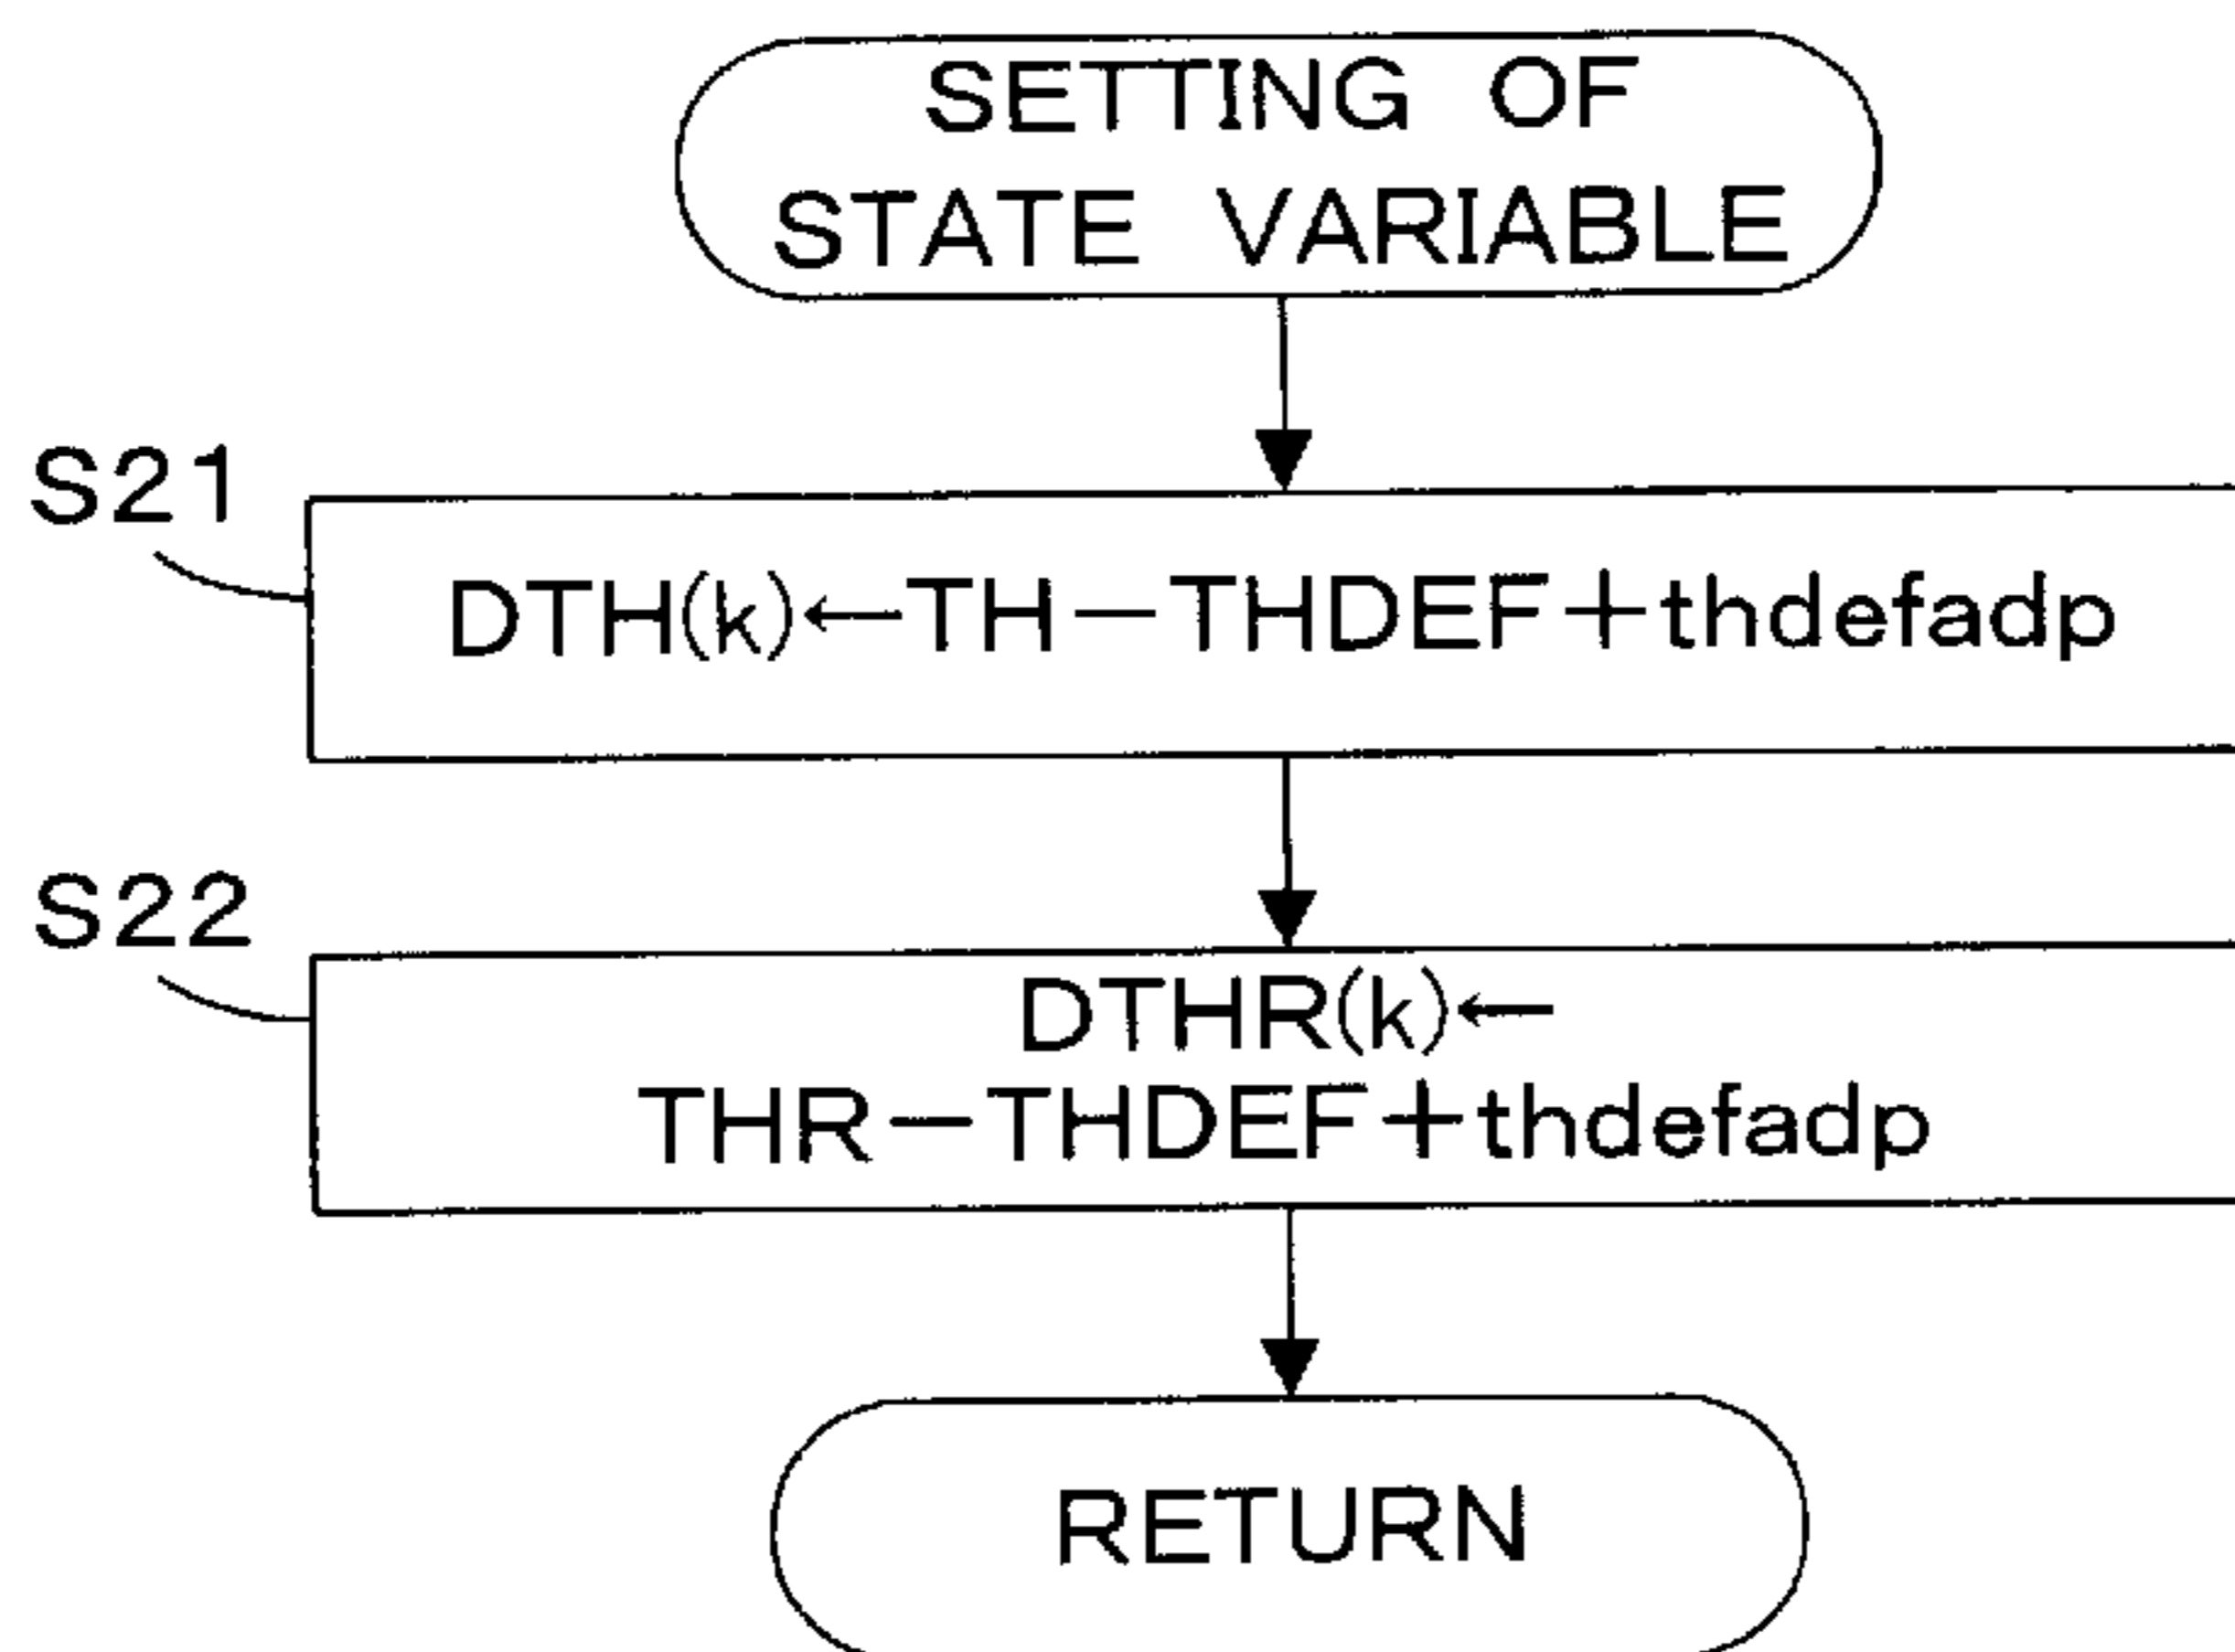 SETTING OF
STATE VARIABLE
S21
DTH(k)←TH-THDEF+thdefadp
S22
DTHR(k)←
THR-THDEF+thdefadp
RETURN